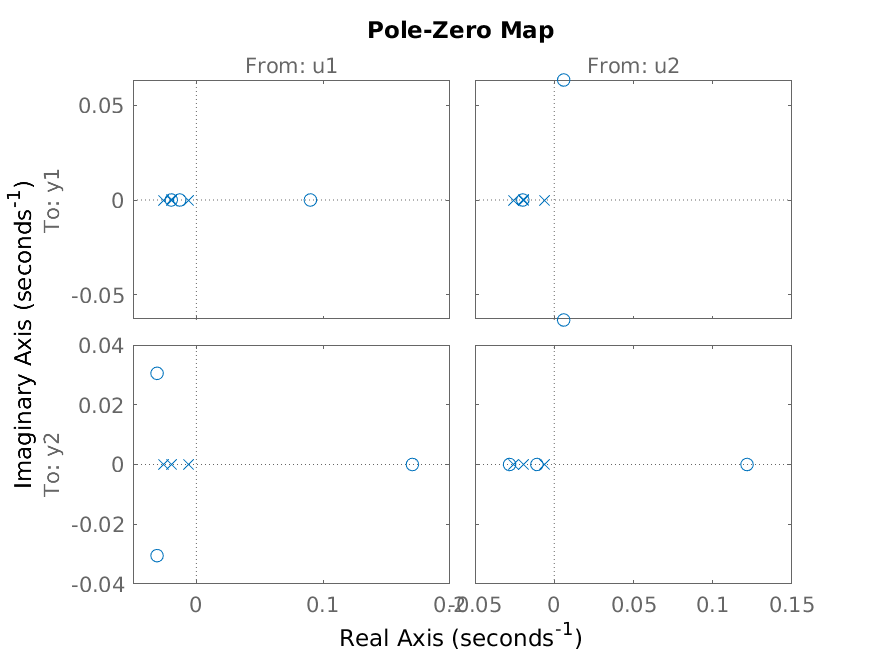 Pole-Zero Map
From: u1
From: u2
Imaginary Axis (seconds⁻¹)
To: y1
0.05
0
-0.05
To: y2
0.04
0.02
0
-0.02
-0.04
0
0.1
0.2
-0.05
0
0.05
0.1
0.15
Real Axis (seconds⁻¹)